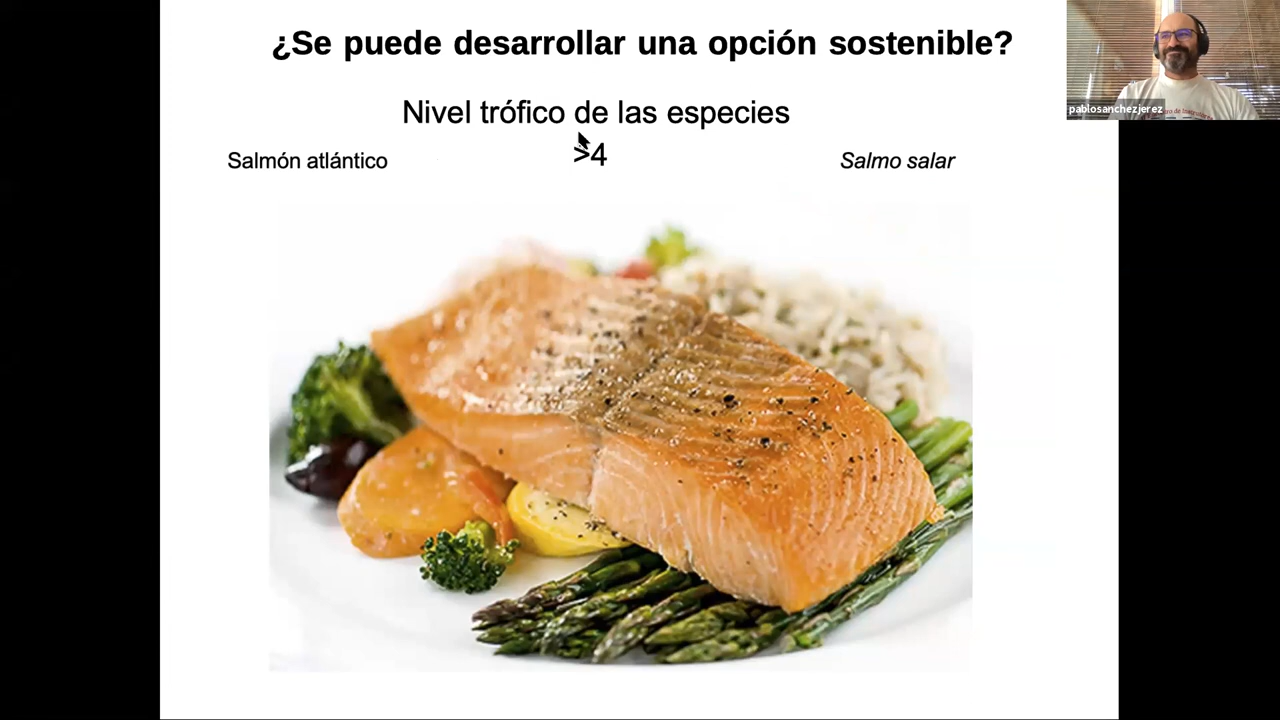 ¿Se puede desarrollar una opción sostenible?
Nivel trófico de las especies
>4
Salmón atlántico
Salmo salar
pablosanchezjerez